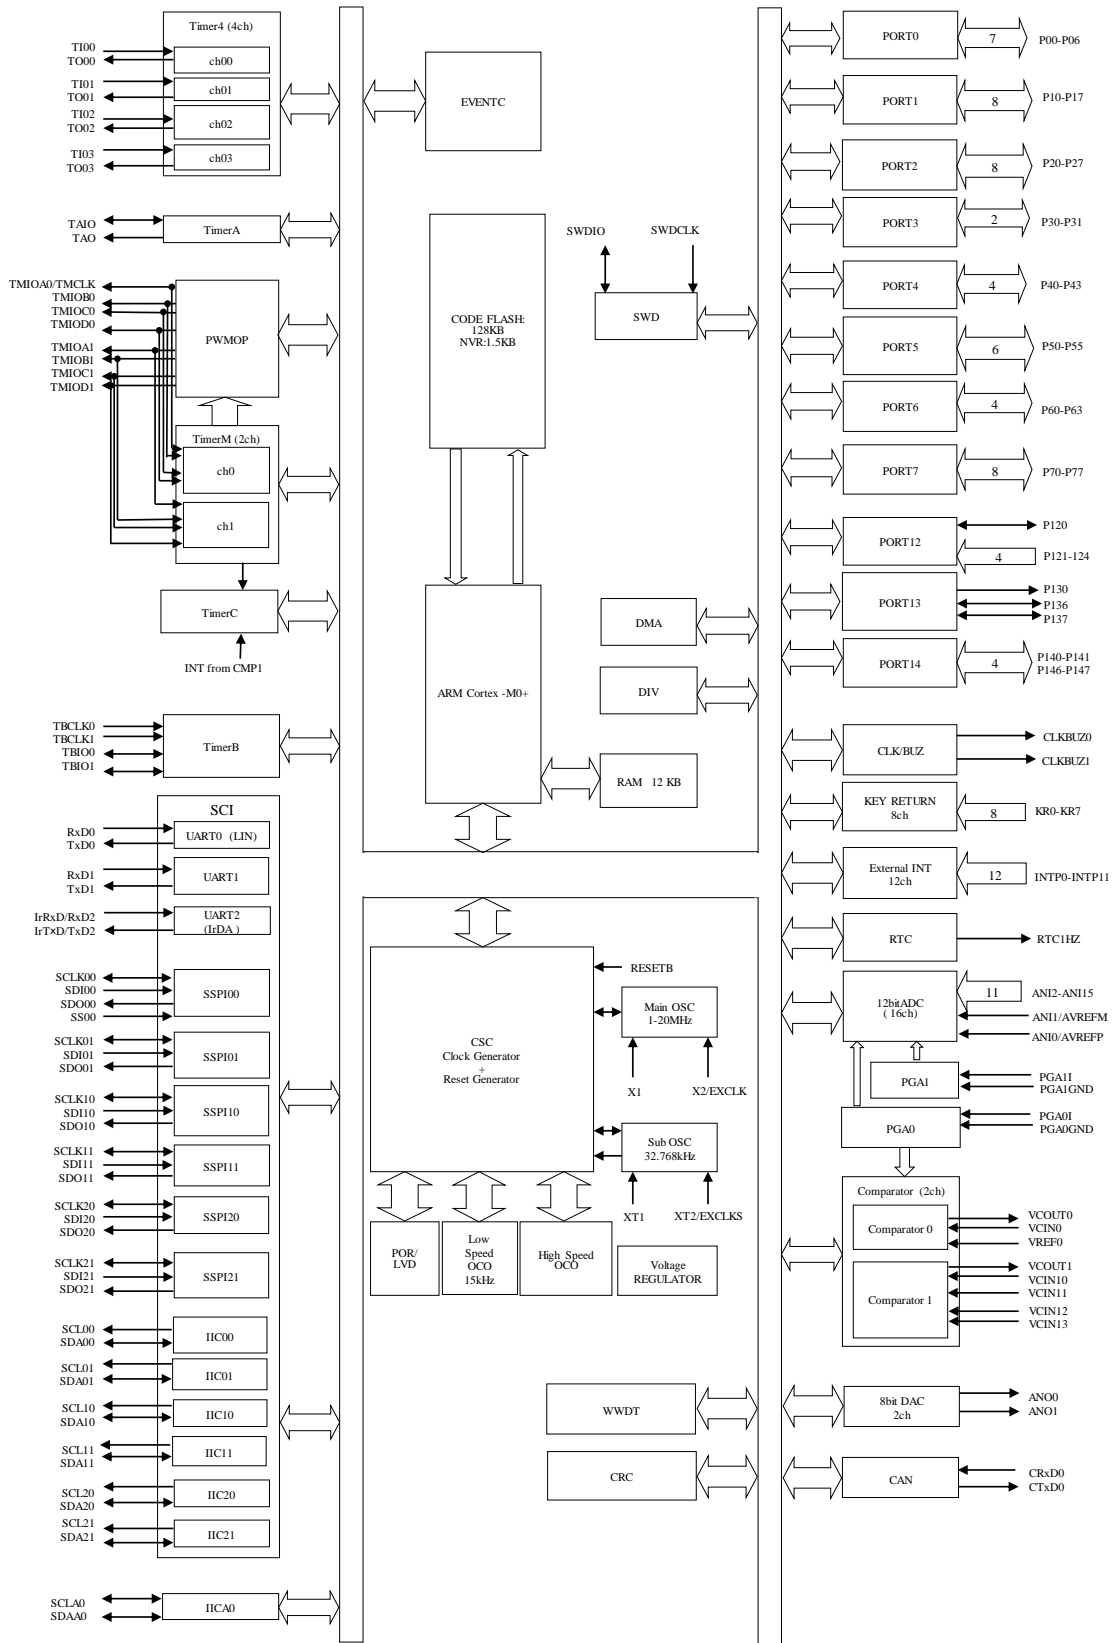 Timer4 (4ch)
TI00
TO00
ch00
TI01
TO01
ch01
TI02
TO02
ch02
TI03
TO03
ch03
TAIO
TAO
TimerA
TMIOA0/TMCLK
TMIOB0
TMIOC0
TMIOD0
TMIOA1
TMIOB1
TMIOC1
TMIOD1
PWMOP
TimerM (2ch)
ch0
ch1
TimerC
INT from CMP1
TBCLK0
TBCLK1
TBIO0
TBIO1
TimerB
SCI
RxD0
TxD0
UART0 (LIN)
RxD1
TxD1
UART1
IrRxD/RxD2
IrT×D/TxD2
UART2
(IrDA )
SCLK00
SDI00
SDO00
SS00
SSPI00
SCLK01
SDI01
SDO01
SSPI01
SCLK10
SDI10
SDO10
SSPI10
SCLK11
SDI11
SDO11
SSPI11
SCLK20
SDI20
SDO20
SSPI20
SCLK21
SDI21
SDO21
SSPI21
SCL00
SDA00
IIC00
SCL01
SDA01
IIC01
SCL10
SDA10
IIC10
SCL11
SDA11
IIC11
SCL20
SDA20
IIC20
SCL21
SDA21
IIC21
SCLA0
SDAA0
IICA0
EVENTC
CODE FLASH:
128KB
NVR:1.5KB
SWDIO
SWDCLK
SWD
ARM Cortex -M0+
DMA
DIV
RAM 12 KB
CSC
Clock Generator
+
Reset Generator
RESETB
Main OSC
1-20MHz
X1
X2/EXCLK
Sub OSC
32.768kHz
XT1
XT2/EXCLKS
POR/
LVD
Low
Speed
OCO
15kHz
High Speed
OCO
Voltage
REGULATOR
WWDT
CRC
PORT0
7
P00-P06
PORT1
8
P10-P17
PORT2
8
P20-P27
PORT3
2
P30-P31
PORT4
4
P40-P43
PORT5
6
P50-P55
PORT6
4
P60-P63
PORT7
8
P70-P77
PORT12
P120
4
P121-124
PORT13
P130
P136
P137
PORT14
4
P140-P141
P146-P147
CLK/BUZ
CLKBUZ0
CLKBUZ1
KEY RETURN
8ch
8
KR0-KR7
External INT
12ch
12
INTP0-INTP11
RTC
RTC1HZ
12bitADC
( 16ch)
11
ANI2-ANI15
ANI1/AVREFM
ANI0/AVREFP
PGA1
PGA1I
PGA1GND
PGA0
PGA0I
PGA0GND
Comparator (2ch)
Comparator 0
VCOUT0
VCIN0
VREF0
Comparator 1
VCOUT1
VCIN10
VCIN11
VCIN12
VCIN13
8bit DAC
2ch
ANO0
ANO1
CAN
CRxD0
CTxD0